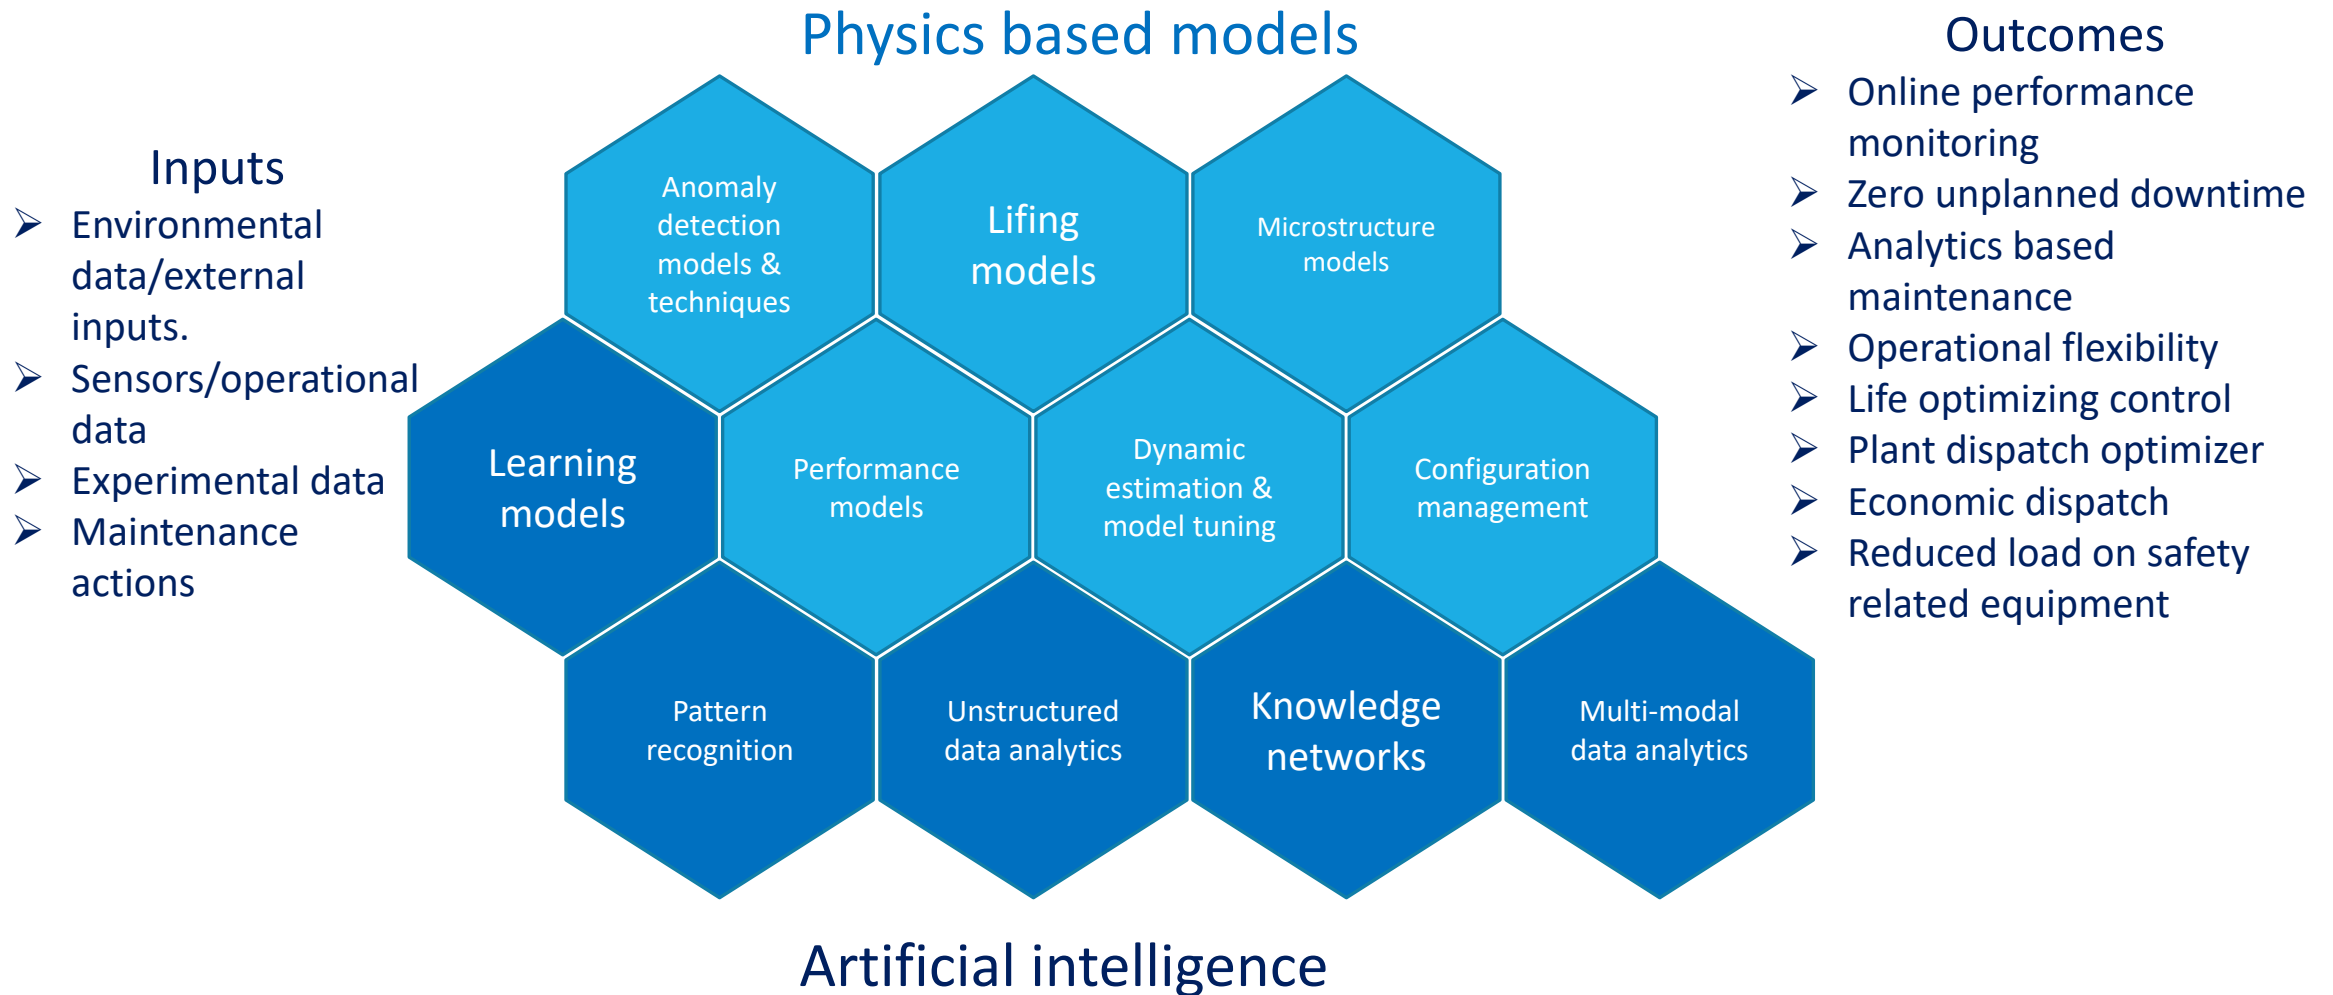 Physics based models
Inputs
Environmental
data/external
inputs.
Sensors/operational
data
Experimental data
Maintenance
actions
Anomaly
detection
models &
techniques
Lifing
models
Microstructure
models
Learning
models
Performance
models
Dynamic
estimation &
model tuning
Configuration
management
Pattern
recognition
Unstructured
data analytics
Knowledge
networks
Multi-modal
data analytics
Artificial intelligence
Outcomes
Online performance
monitoring
Zero unplanned downtime
Analytics based
maintenance
Operational flexibility
Life optimizing control
Plant dispatch optimizer
Economic dispatch
Reduced load on safety
related equipment